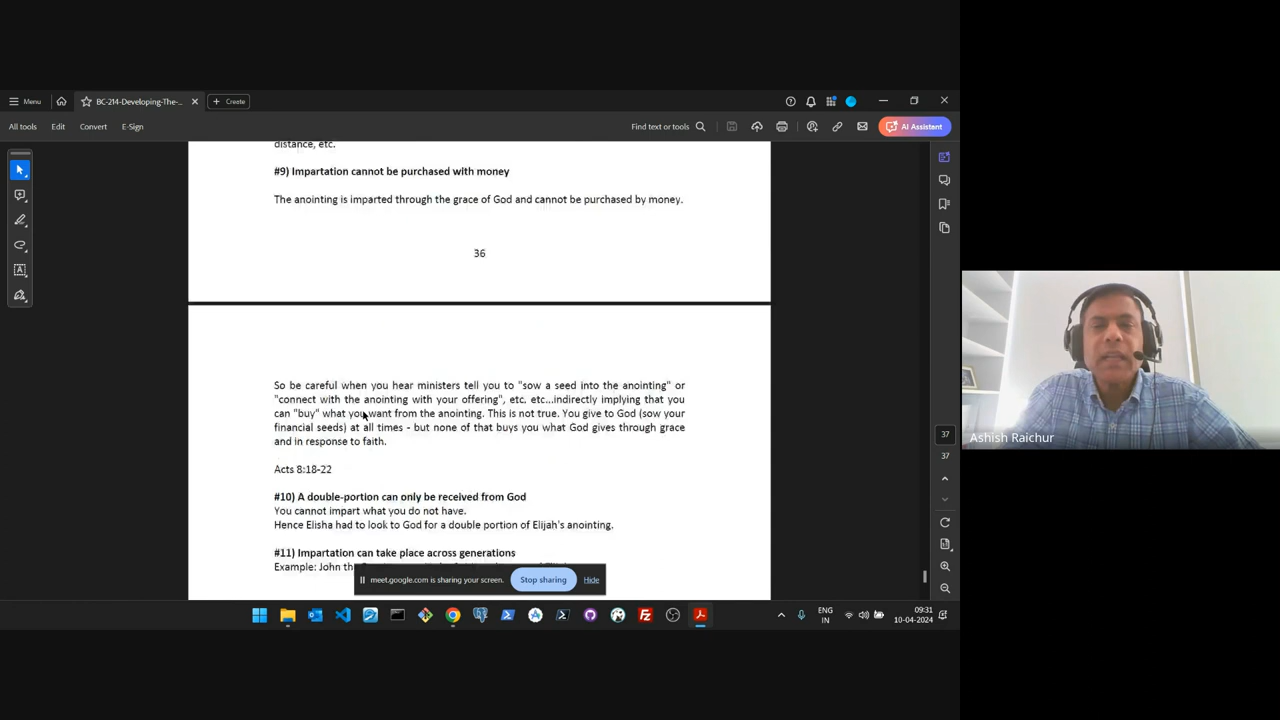 Menu
BC-214-Developing-The-...
Create
All tools
Edit
Convert
E-Sign
Find text or tools
AI Assistant
distance, etc.
#9) Impartation cannot be purchased with money
The anointing is imparted through the grace of God and cannot be purchased by money.
36
So be careful when you hear ministers tell you to "sow a seed into the anointing" or
"connect with the anointing with your offering", etc. etc...indirectly implying that you
can "buy" what you want from the anointing. This is not true. You give to God (sow your
financial seeds) at all times - but none of that buys you what God gives through grace
and in response to faith.
Acts 8:18-22
#10) A double-portion can only be received from God
You cannot impart what you do not have.
Hence Elisha had to look to God for a double portion of Elijah's anointing.
#11) Impartation can take place across generations
Example: John the
meet.google.com is sharing your screen.
Stop sharing
Hide
37
37
Ashish Raichur
ENG
IN
09:31
10-04-2024